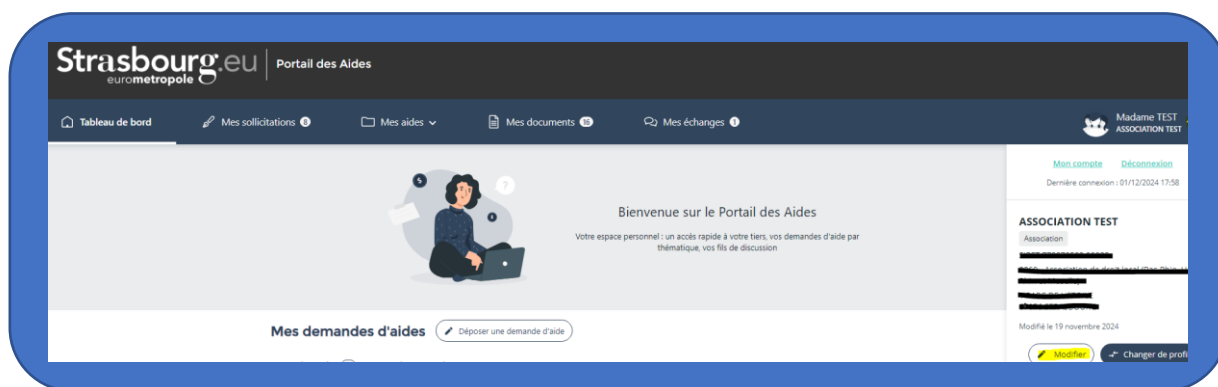 Strasbourg.eu
eurometropole
Portail des Aides
Tableau de bord
Mes sollicitations 8
Mes aides
Mes documents 16
Mes échanges 1
Madame TEST
ASSOCIATION TEST
Mon compte Déconnexion
Dernière connexion : 01/12/2024 17:58
5
?
Bienvenue sur le Portail des Aides
Votre espace personnel : un accès rapide à votre tiers, vos demandes d'aide par
thématique, vos fils de discussion
ASSOCIATION TEST
Association
Modifié le 19 novembre 2024
Mes demandes d'aides
Déposer une demande d'aide
Modifier
Changer de profi